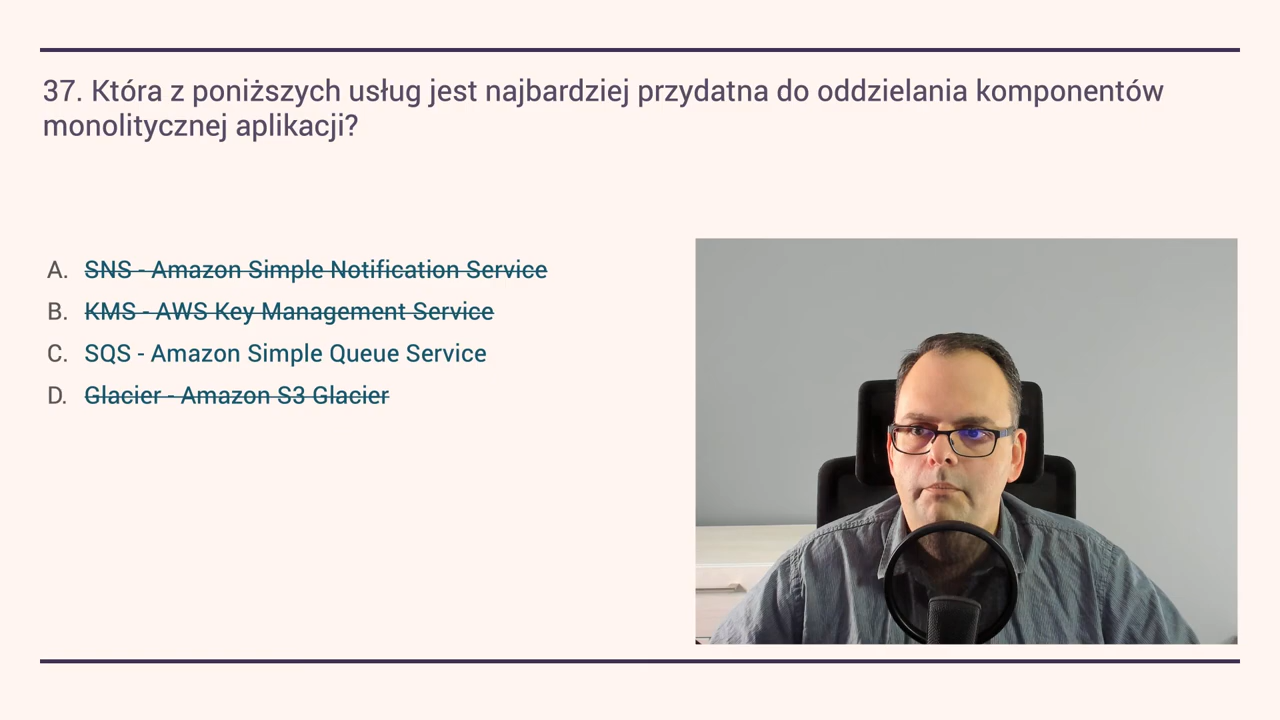 37. Która z poniższych usług jest najbardziej przydatna do oddzielania komponentów
monolitycznej aplikacji?
A. SNS - Amazon Simple Notification Service
B. KMS - AWS Key Management Service
C. SQS - Amazon Simple Queue Service
D. Glacier - Amazon S3 Glacier